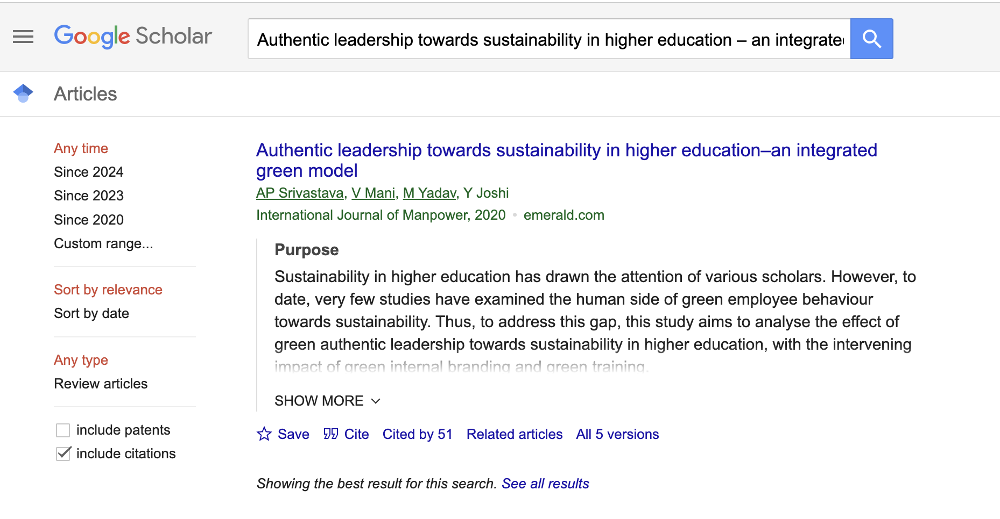 Google Scholar
Authentic leadership towards sustainability in higher education – an integrate
Articles
Any time
Since 2024
Since 2023
Since 2020
Custom range...
Sort by relevance
Sort by date
Any type
Review articles
include patents
include citations
Authentic leadership towards sustainability in higher education–an integrated
green model
AP Srivastava, V Mani, M Yadav, Y Joshi
International Journal of Manpower, 2020 • emerald.com
Purpose
Sustainability in higher education has drawn the attention of various scholars. However, to
date, very few studies have examined the human side of green employee behaviour
towards sustainability. Thus, to address this gap, this study aims to analyse the effect of
green authentic leadership towards sustainability in higher education, with the intervening
impact of green internal branding and green training.
SHOW MORE
Save Cite Cited by 51 Related articles All 5 versions
Showing the best result for this search. See all results